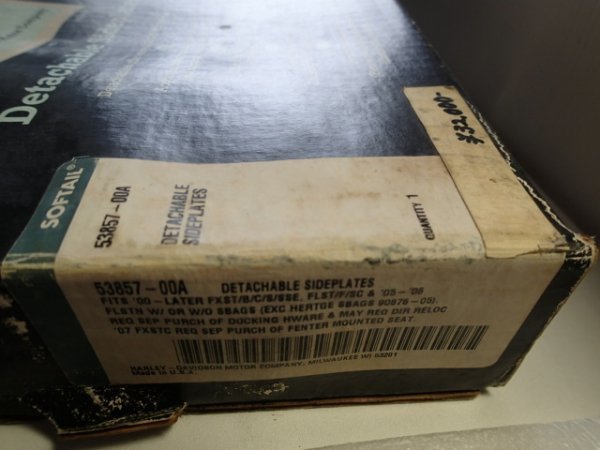 Detachable
¥32,000-
SOFTAIL®
53857-00A
DETACHABLE
SIDEPLATES
QUANTITY 1
53857-00A DETACHABLE SIDEPLATES
FITS '00-LATER FXST/B/C/S/SSE, FLST/F/SC & '05-'06
FLSTN W/ OR W/O SBAGS (EXC HERTGE SBAGS 90876-05).
REQ SEP PURCH OF DOCKING HWARE & MAY REQ DIR RELOC
'07 FXSTC REQ SEP PURCH OF FENTER MOUNTED SEAT.
HARLEY-DAVIDSON MOTOR COMPANY, MILWAUKEE WI 53201
Made in U.S.A.